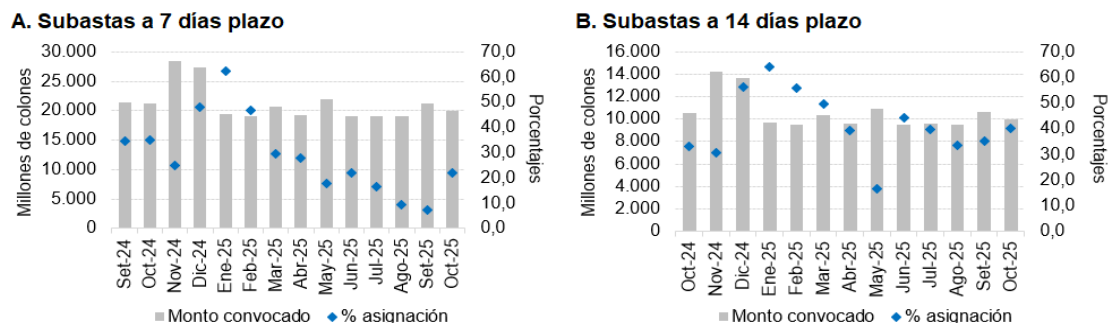 A. Subastas a 7 días plazo
Millones de colones
30.000
25.000
20.000
15.000
10.000
5.000
0
70,0
60,0
50,0
40,0
30,0
20,0
10,0
0,0
Porcentajes
Set-24
Oct-24
Nov-24
Dic-24
Ene-25
Feb-25
Mar-25
Abr-25
May-25
Jun-25
Jul-25
Ago-25
Set-25
Oct-25
Monto convocado % asignación
B. Subastas a 14 días plazo
Millones de colones
16.000
14.000
12.000
10.000
8.000
6.000
4.000
2.000
0
70,0
60,0
50,0
40,0
30,0
20,0
10,0
0,0
Porcentajes
Oct-24
Nov-24
Dic-24
Ene-25
Feb-25
Mar-25
Abr-25
May-25
Jun-25
Jul-25
Ago-25
Set-25
Oct-25
Monto convocado % asignación